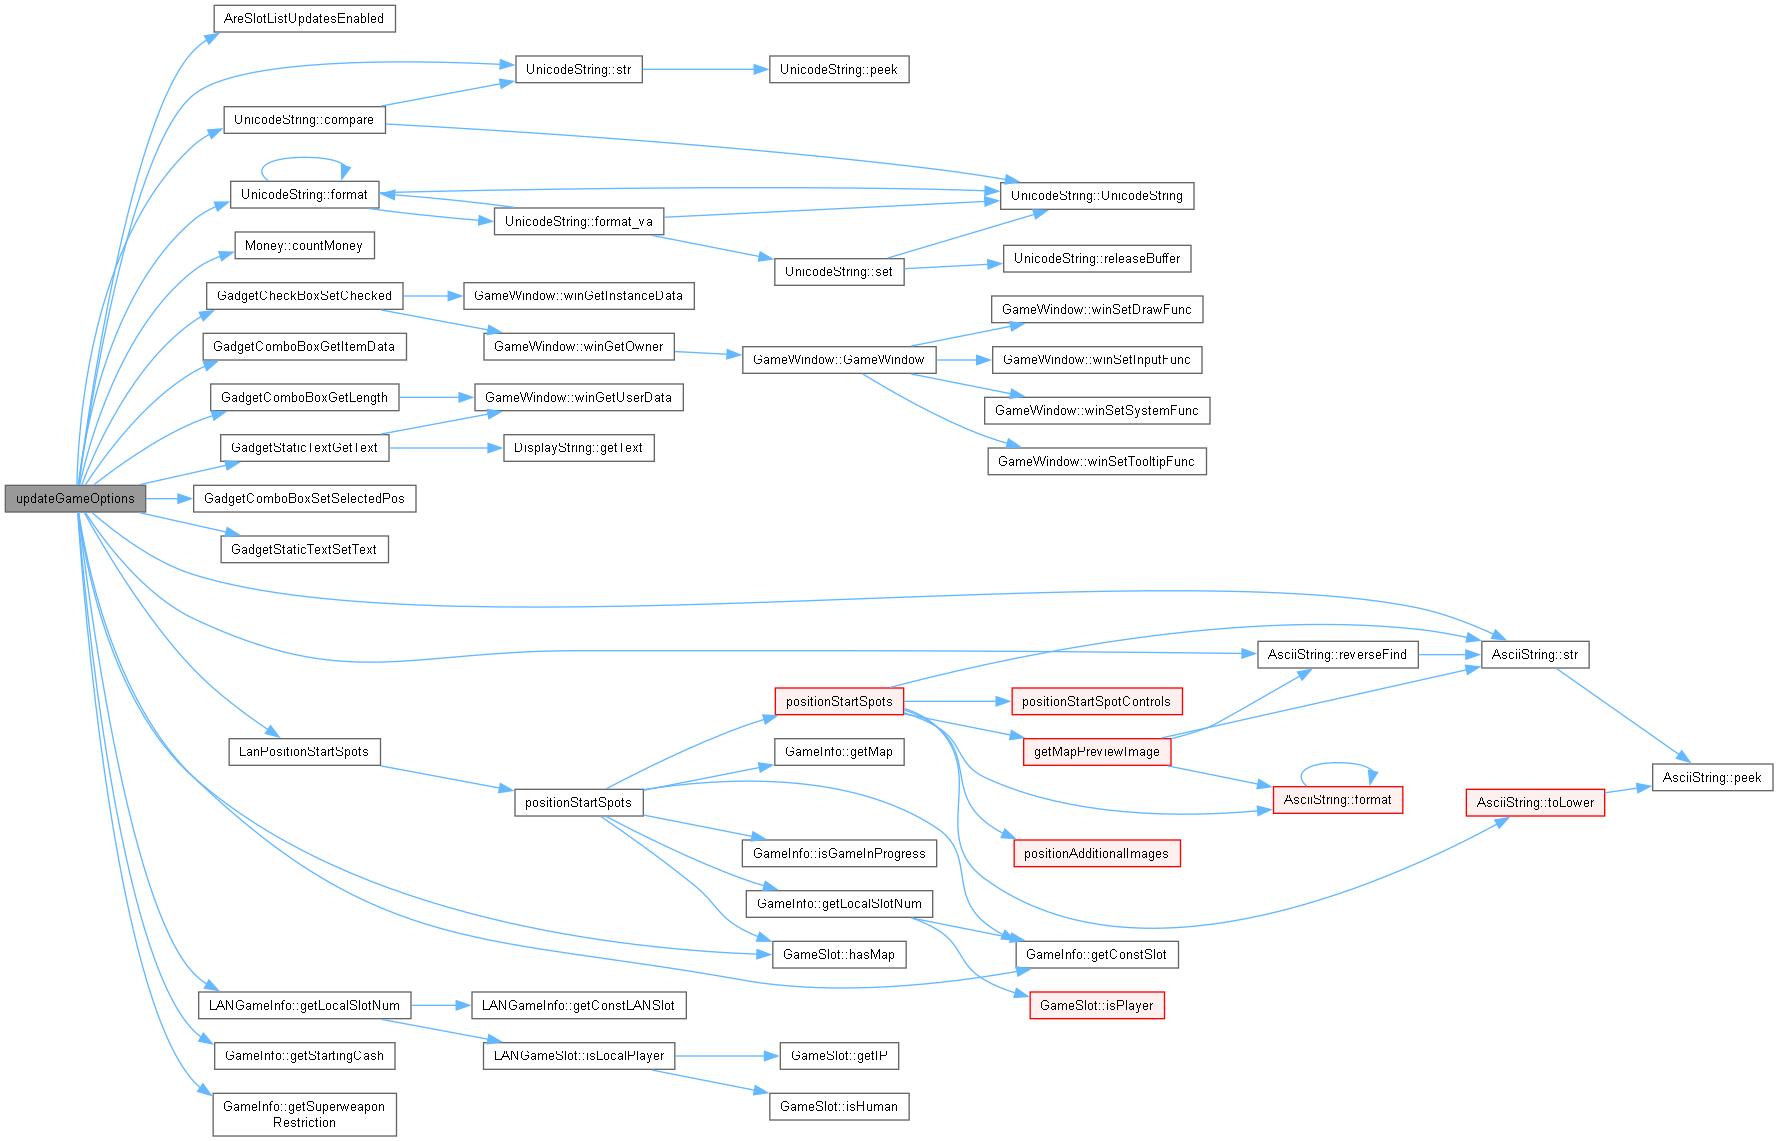 AreSlotListUpdatesEnabled
UnicodeString::str
UnicodeString::peek
UnicodeString::compare
UnicodeString::format
UnicodeString::UnicodeString
UnicodeString::format_va
Money::countMoney
UnicodeString::releaseBuffer
UnicodeString::set
GadgetCheckBoxSetChecked
GameWindow::winGetInstanceData
GameWindow::winSetDrawFunc
GadgetComboBoxGetItemData
GameWindow::winGetOwner
GameWindow::GameWindow
GameWindow::winSetInputFunc
GadgetComboBoxGetLength
GameWindow::winGetUserData
GameWindow::winSetSystemFunc
GadgetStaticTextGetText
DisplayString::getText
GameWindow::winSetTooltipFunc
updateGameOptions
GadgetComboBoxSetSelectedPos
GadgetStaticTextSetText
AsciiString::reverseFind
AsciiString::str
positionStartSpots
positionStartSpotControls
LanPositionStartSpots
GameInfo::getMap
getMapPreviewImage
AsciiString::peek
positionStartSpots
AsciiString::format
AsciiString::toLower
GameInfo::isGameInProgress
positionAdditionalImages
GameInfo::getLocalSlotNum
GameSlot::hasMap
GameInfo::getConstSlot
LANGameInfo::getLocalSlotNum
LANGameInfo::getConstLANSlot
GameSlot::isPlayer
GameInfo::getStartingCash
LANGameSlot::isLocalPlayer
GameSlot::getIP
GameInfo::getSuperweapon
Restriction
GameSlot::isHuman